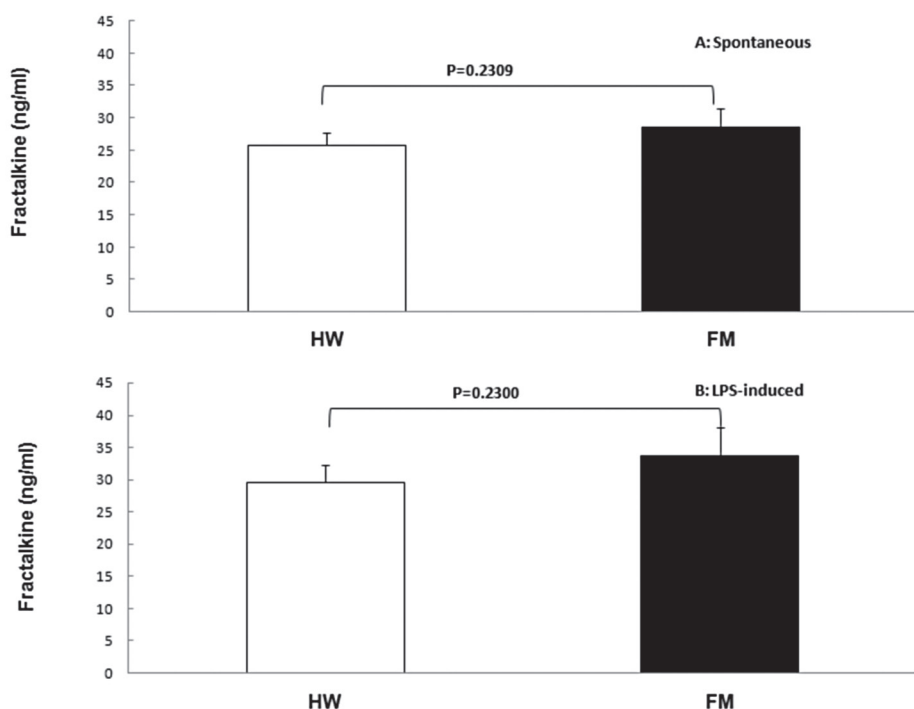 45
A: Spontaneous
40
P=0.2309
35
30
25
20
15
10
5
0
Fractalkine (ng/ml)
HW FM
45
B: LPS-induced
P=0.2300
40
35
30
25
20
15
10
5
0
Fractalkine (ng/ml)
HW FM